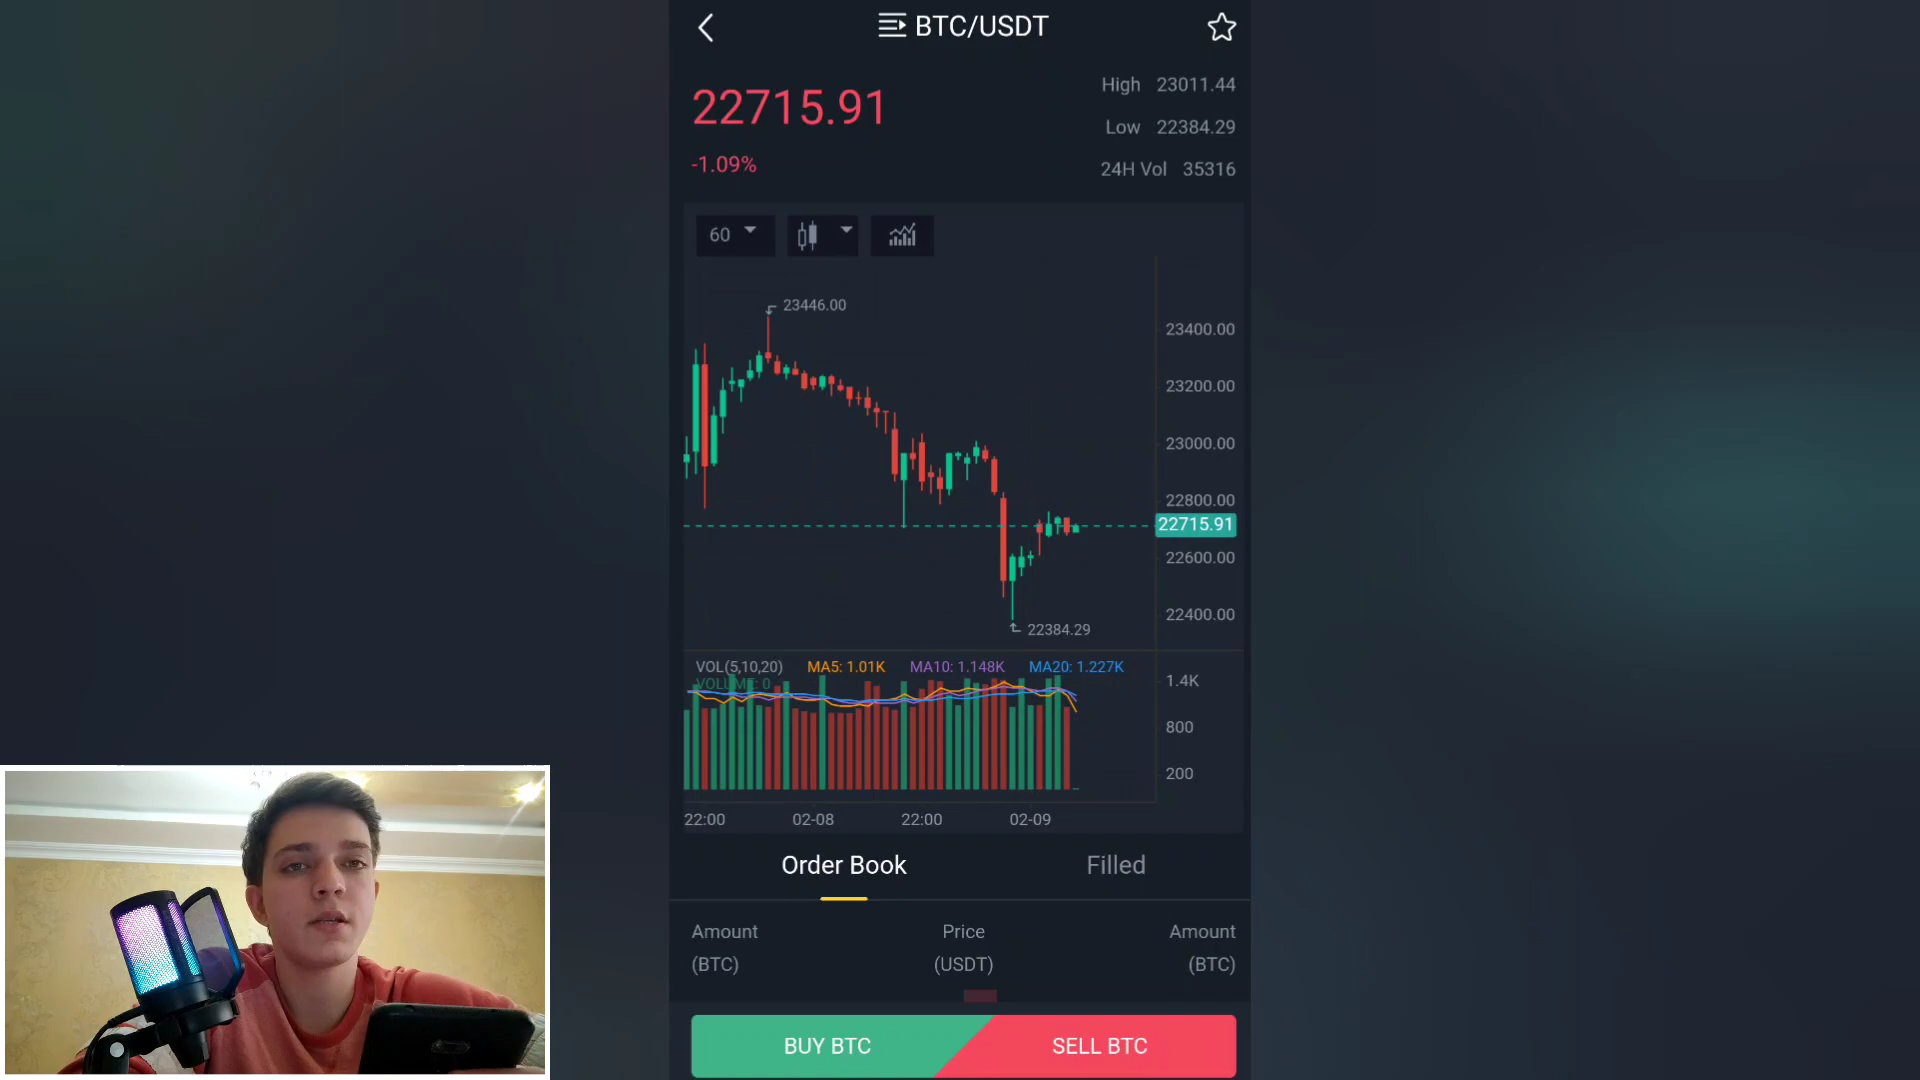 BTC/USDT
22715.91
-1.09%
High 23011.44
Low 22384.29
24H Vol 35316
60
23446.00
23400.00
23200.00
23000.00
22800.00
22715.91
22600.00
22400.00
22384.29
VOL(5,10,20) MA5: 1.01K MA10: 1.148K MA20: 1.227K
VOLUME: 0
1.4K
800
200
22:00 02-08 22:00 02-09
Order Book Filled
Amount Price Amount
(BTC) (USDT) (BTC)
BUY BTC SELL BTC